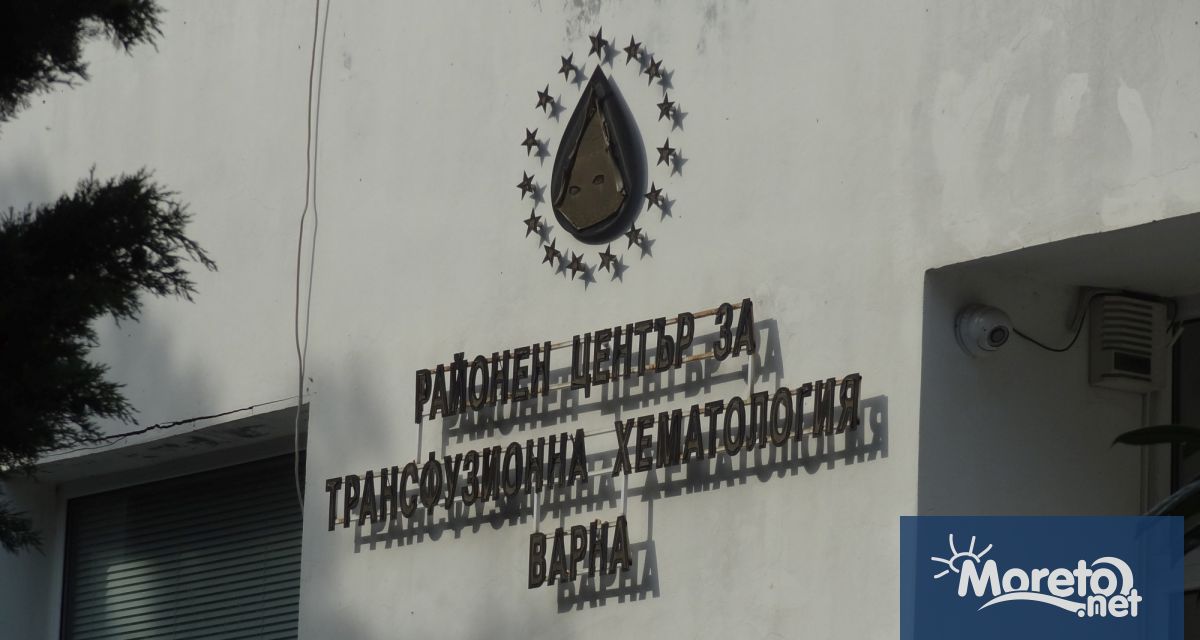 РАЙОНЕН ЦЕНТЪР ЗА
ТРАНСФУЗИОННА ХЕМАТОЛОГИЯ
ВАРНА
Moreto
.net